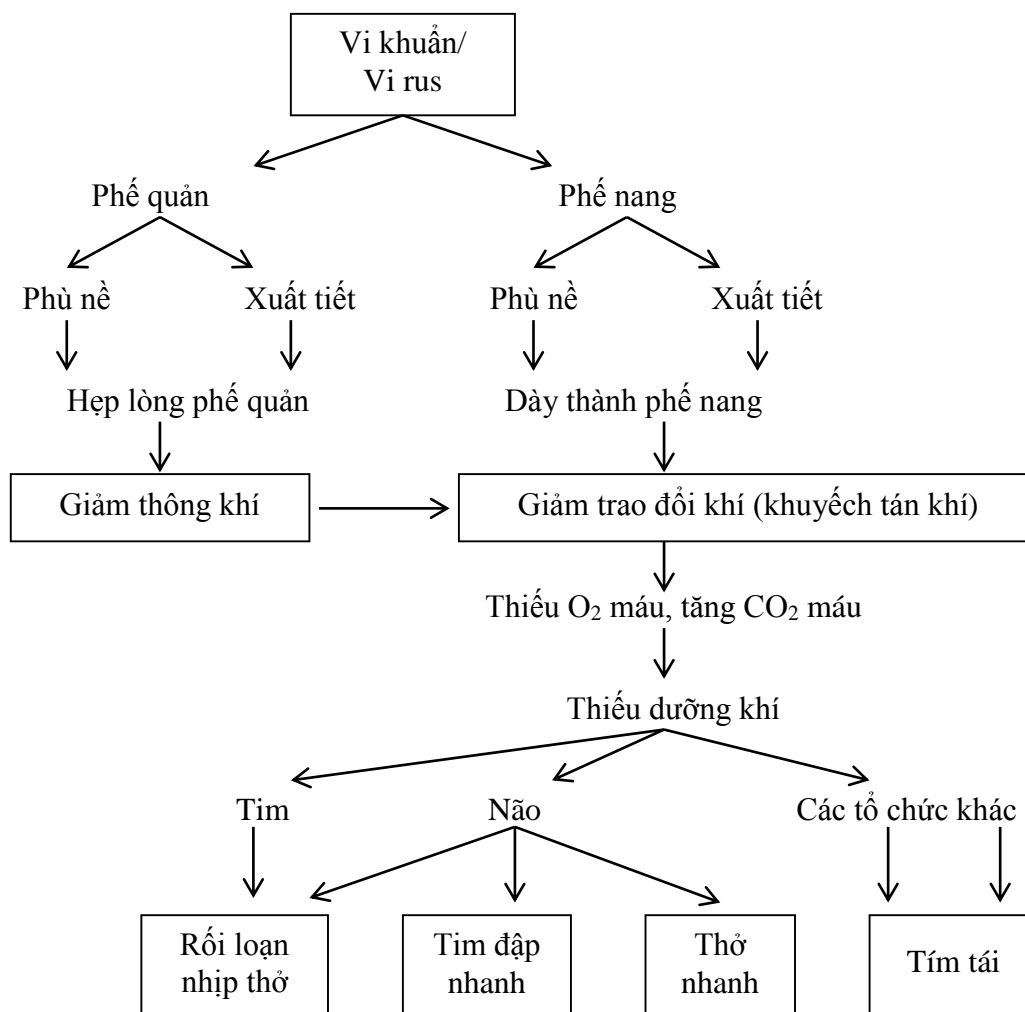 Vi khuẩn/
Vi rus
Phế quản
Phế nang
Phù nề
Xuất tiết
Phù nề
Xuất tiết
Hẹp lòng phế quản
Dày thành phế nang
Giảm thông khí
Giảm trao đổi khí (khuyếch tán khí)
Thiếu O₂ máu, tăng CO₂ máu
Thiếu dưỡng khí
Tim
Não
Các tổ chức khác
Rối loạn
nhịp thở
Tim đập
nhanh
Thở
nhanh
Tím tái